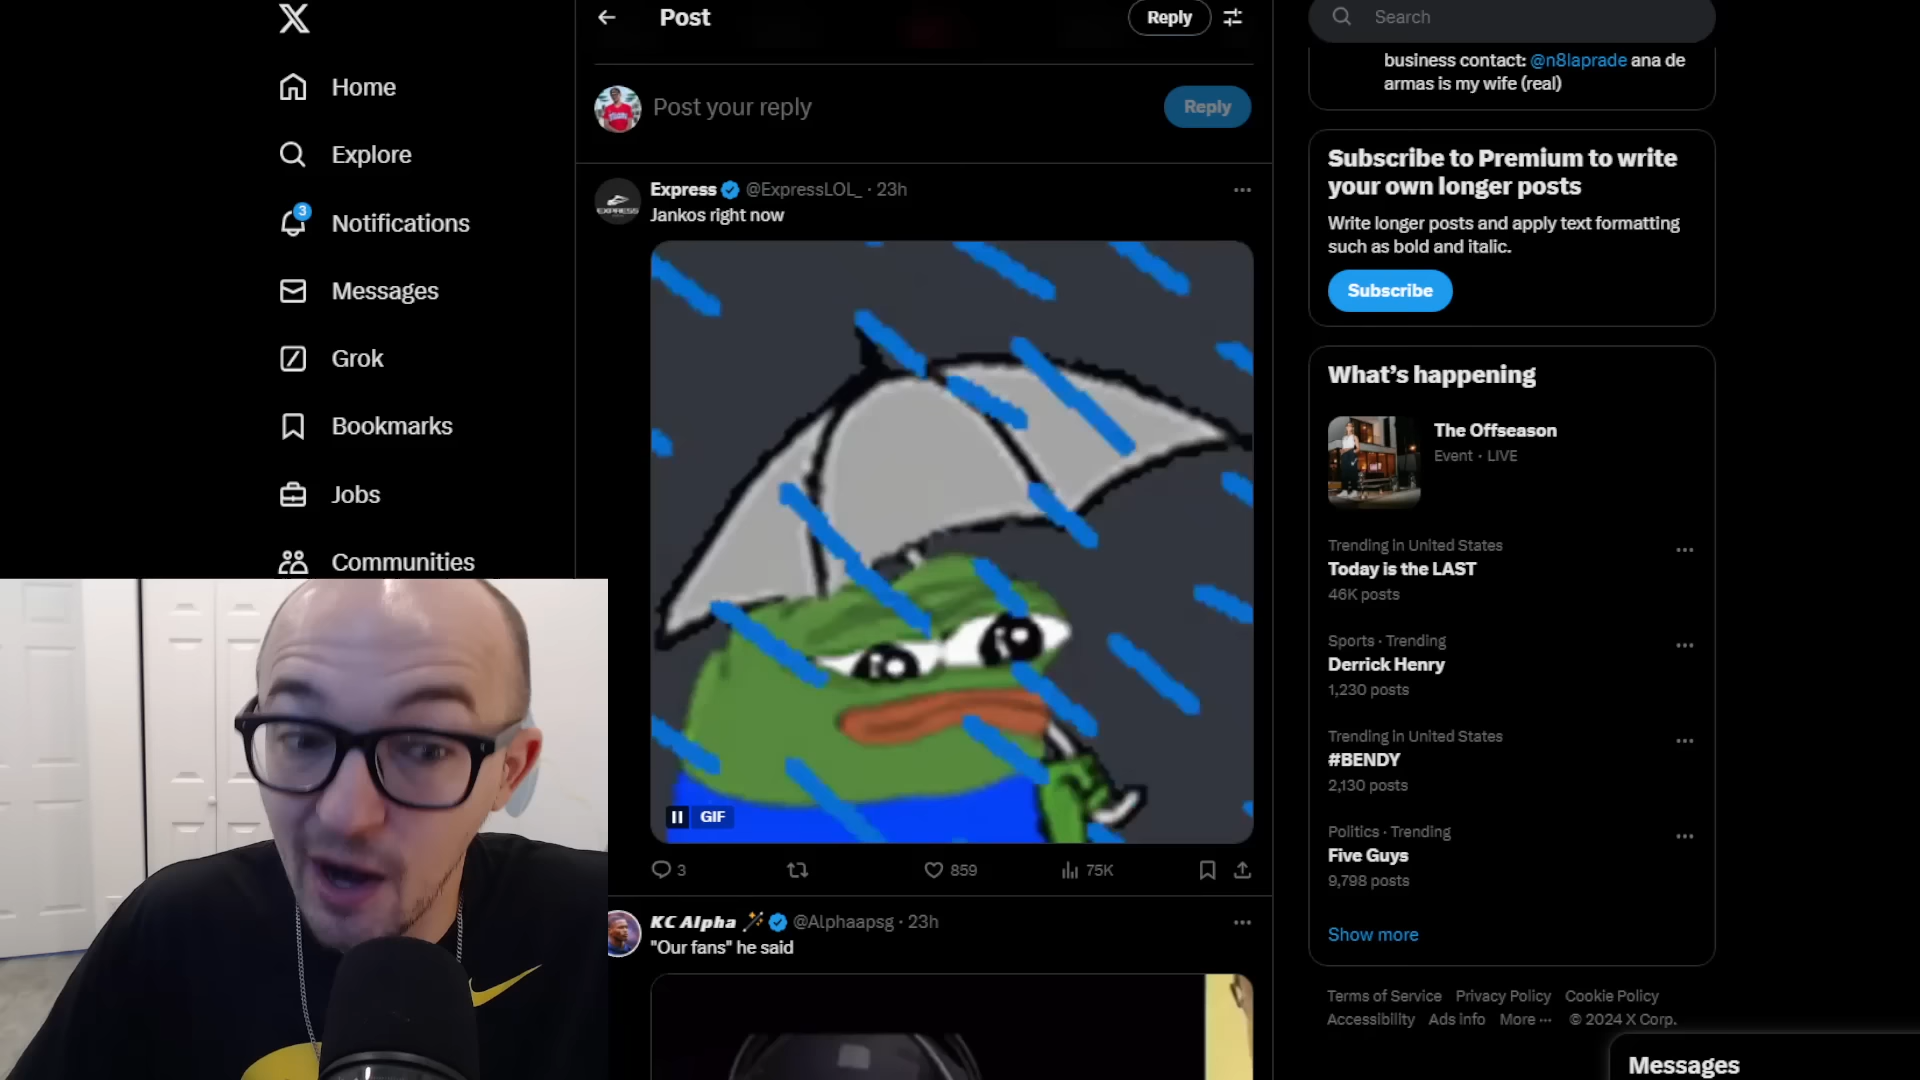 Home
Explore
3
Notifications
Messages
Grok
Bookmarks
Jobs
Communities
Post
Reply
Post your reply
Reply
EXPRESS
Express @ExpressLOL_ · 23h
Jankos right now
GIF
3
859
75K
KC Alpha @Alphaapsg · 23h
"Our fans" he said
Search
business contact: @n8laprade ana de
armas is my wife (real)
Subscribe to Premium to write
your own longer posts
Write longer posts and apply text formatting
such as bold and italic.
Subscribe
What's happening
The Offseason
Event · LIVE
Trending in United States
Today is the LAST
46K posts
Sports · Trending
Derrick Henry
1,230 posts
Trending in United States
#BENDY
2,130 posts
Politics · Trending
Five Guys
9,798 posts
Show more
Terms of Service Privacy Policy Cookie Policy
Accessibility Ads info More ··· © 2024 X Corp.
Messages